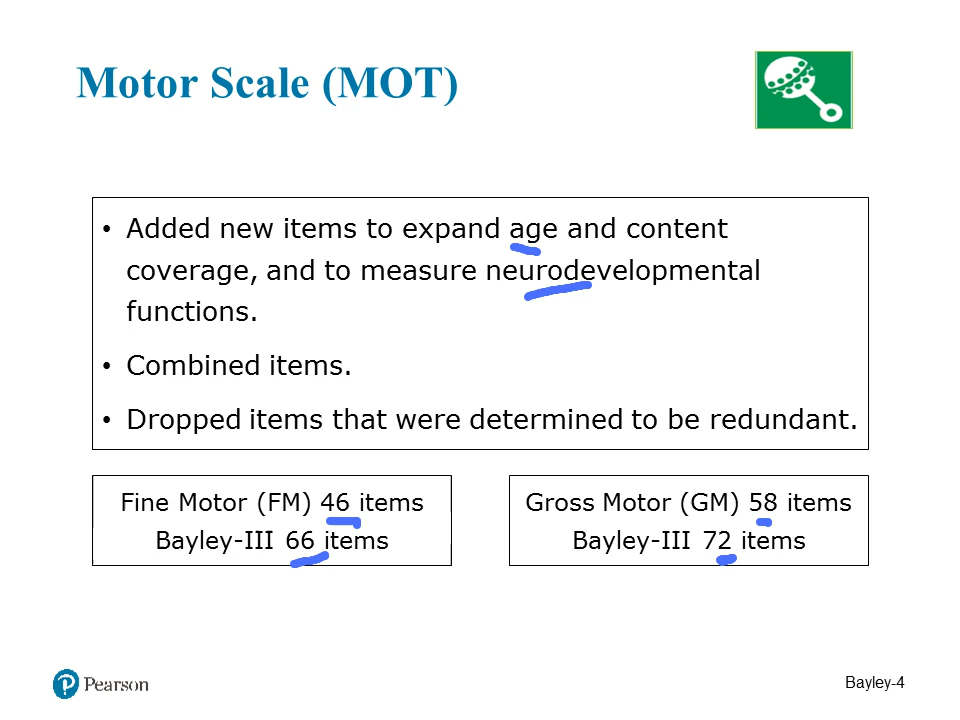 Motor Scale (MOT)
• Added new items to expand age and content
coverage, and to measure neurodevelopmental
functions.
• Combined items.
• Dropped items that were determined to be redundant.
Fine Motor (FM) 46 items
Bayley-III 66 items
Gross Motor (GM) 58 items
Bayley-III 72 items
P Pearson
Bayley-4